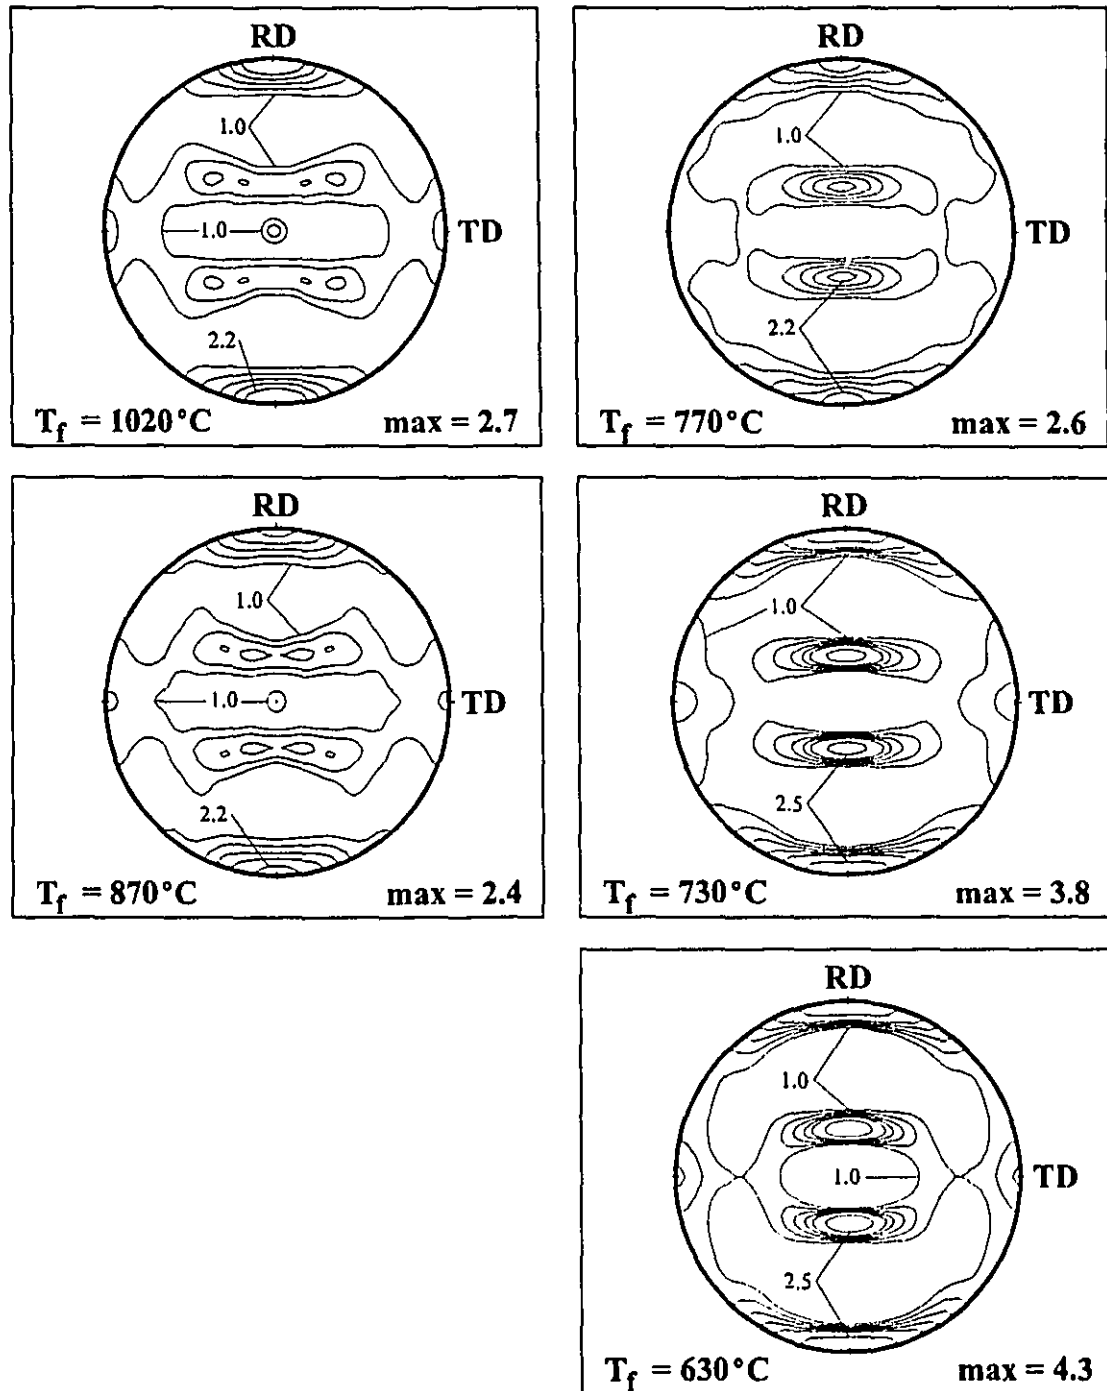 RD
1.0
TD
1.0
2.2
T_f = 1020°C max = 2.7
RD
1.0
TD
2.2
T_f = 770°C max = 2.6
RD
1.0
1.0
TD
2.2
T_f = 870°C max = 2.4
RD
1.0
TD
2.5
T_f = 730°C max = 3.8
RD
1.0
1.0
TD
2.5
T_f = 630°C max = 4.3